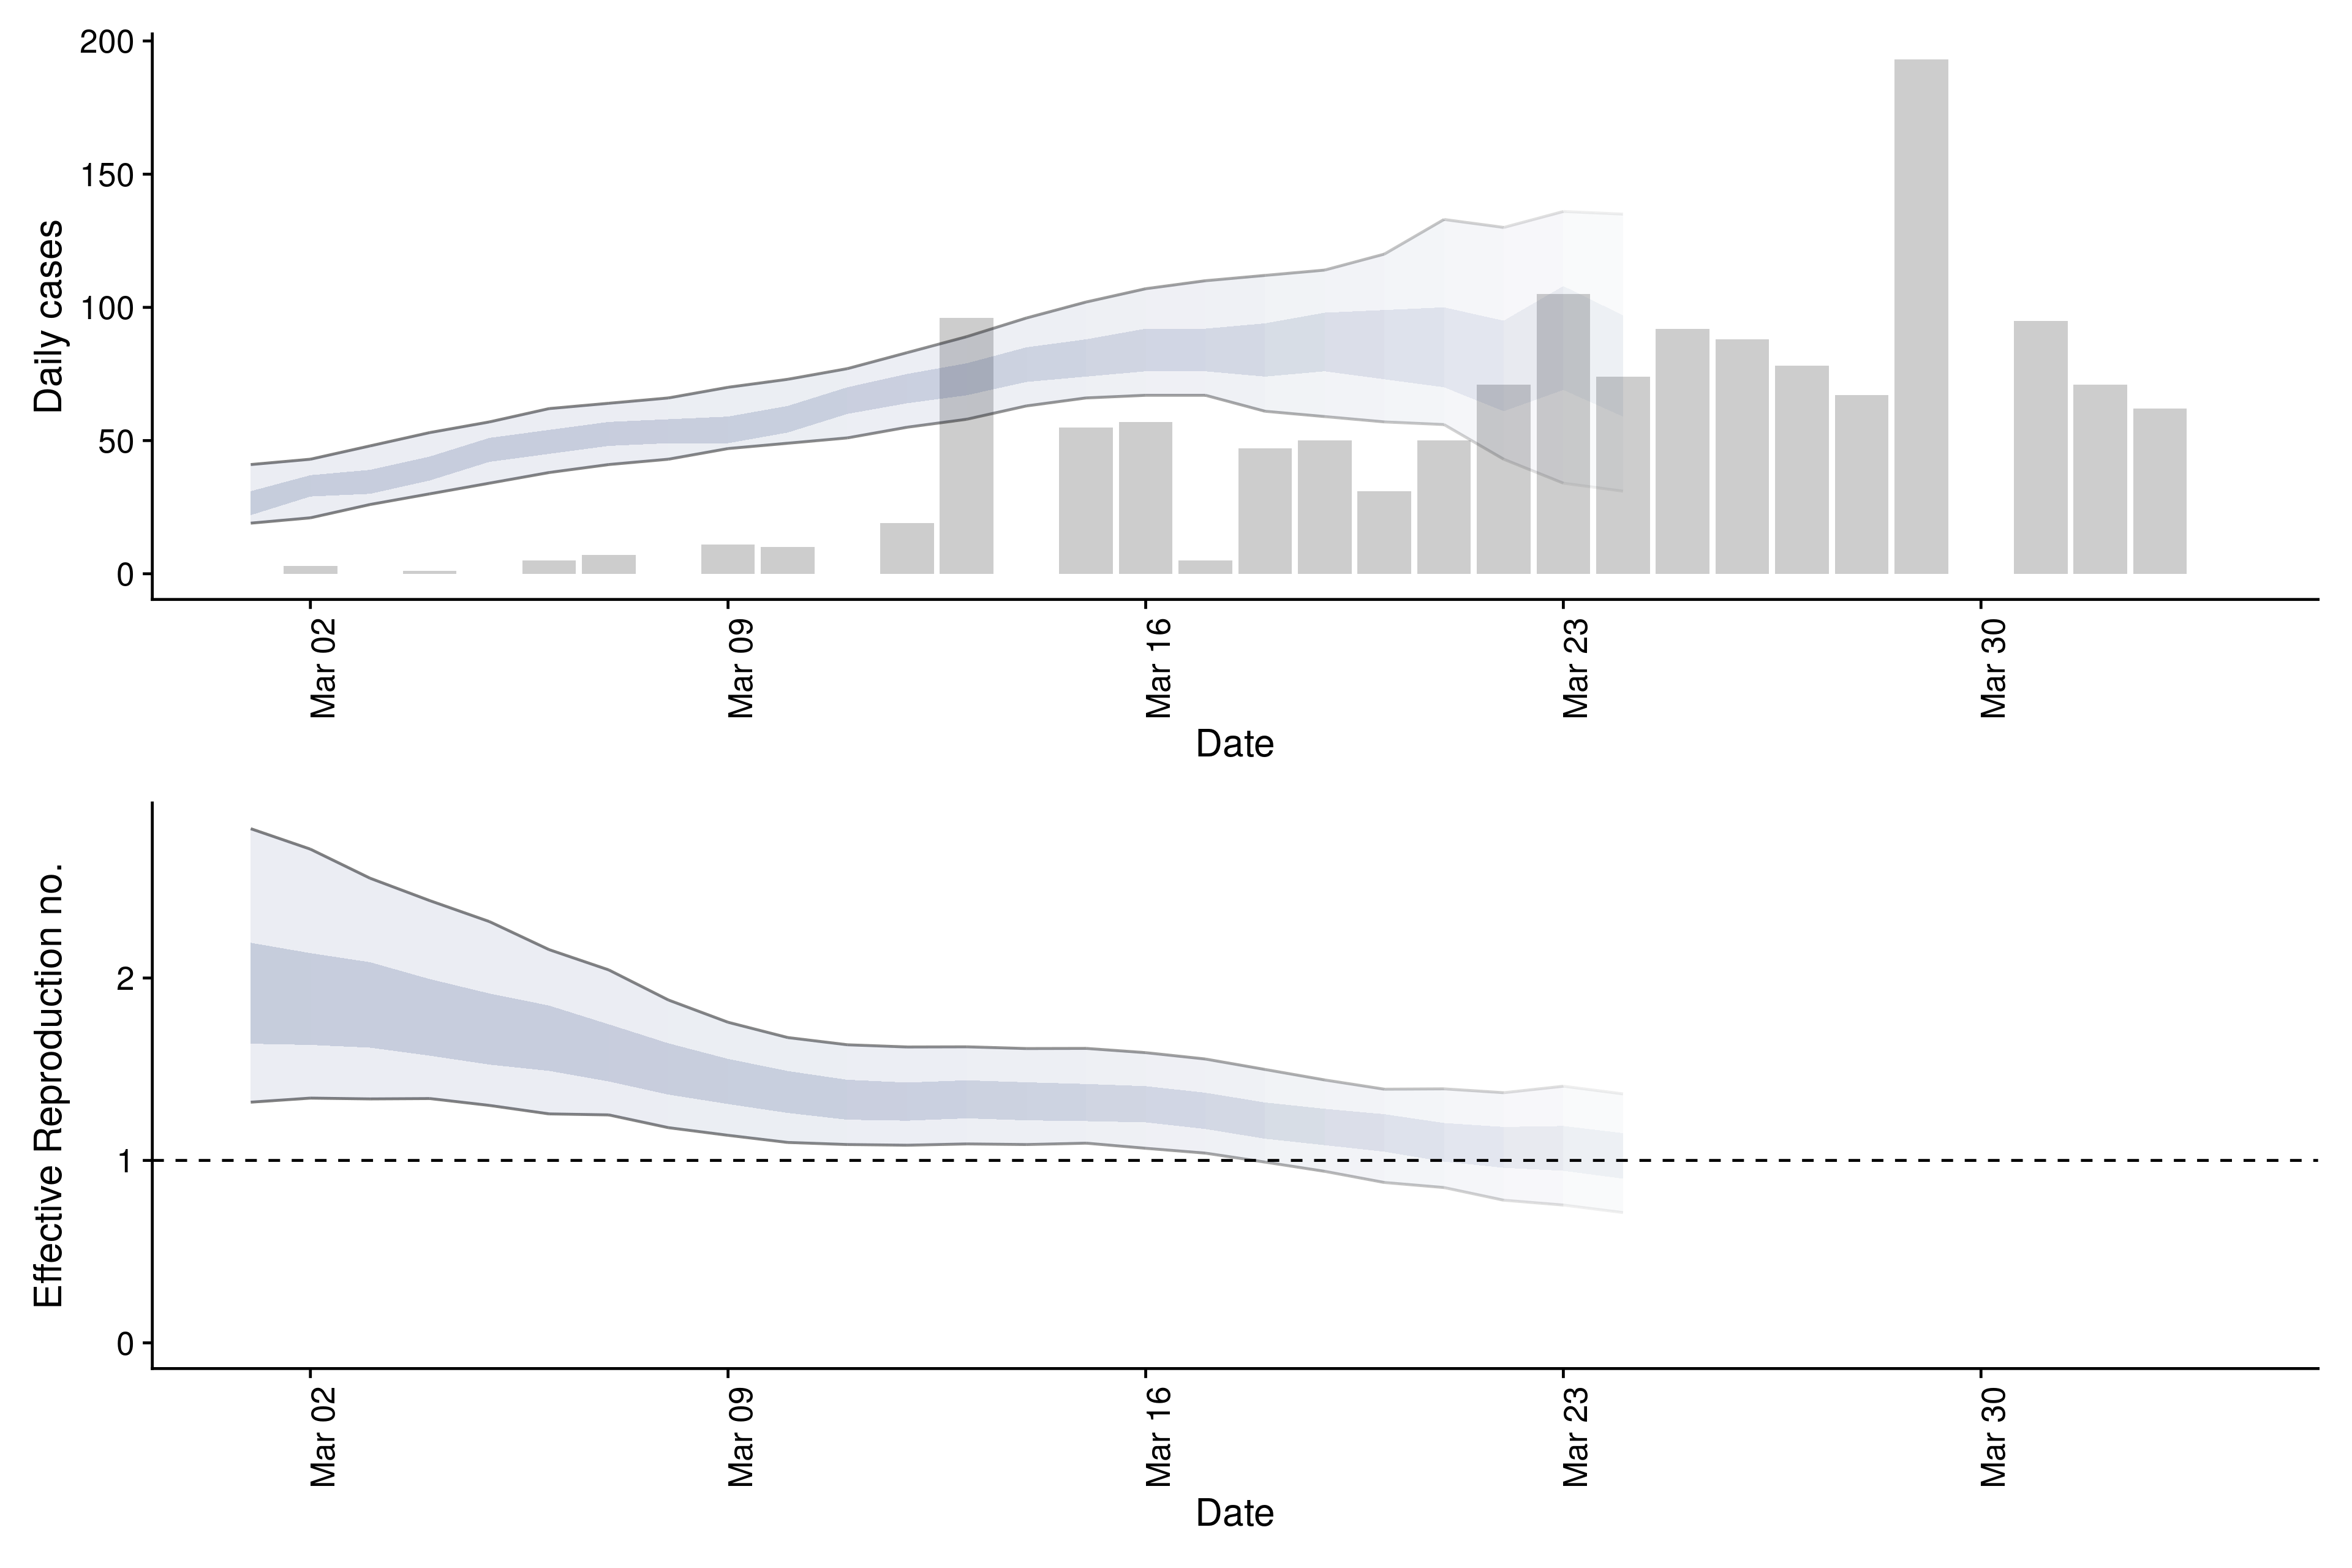 Daily cases
200
150
100
50
0
Mar 02
Mar 09
Mar 16
Mar 23
Mar 30
Date
Effective Reproduction no.
2
1
0
Mar 02
Mar 09
Mar 16
Mar 23
Mar 30
Date